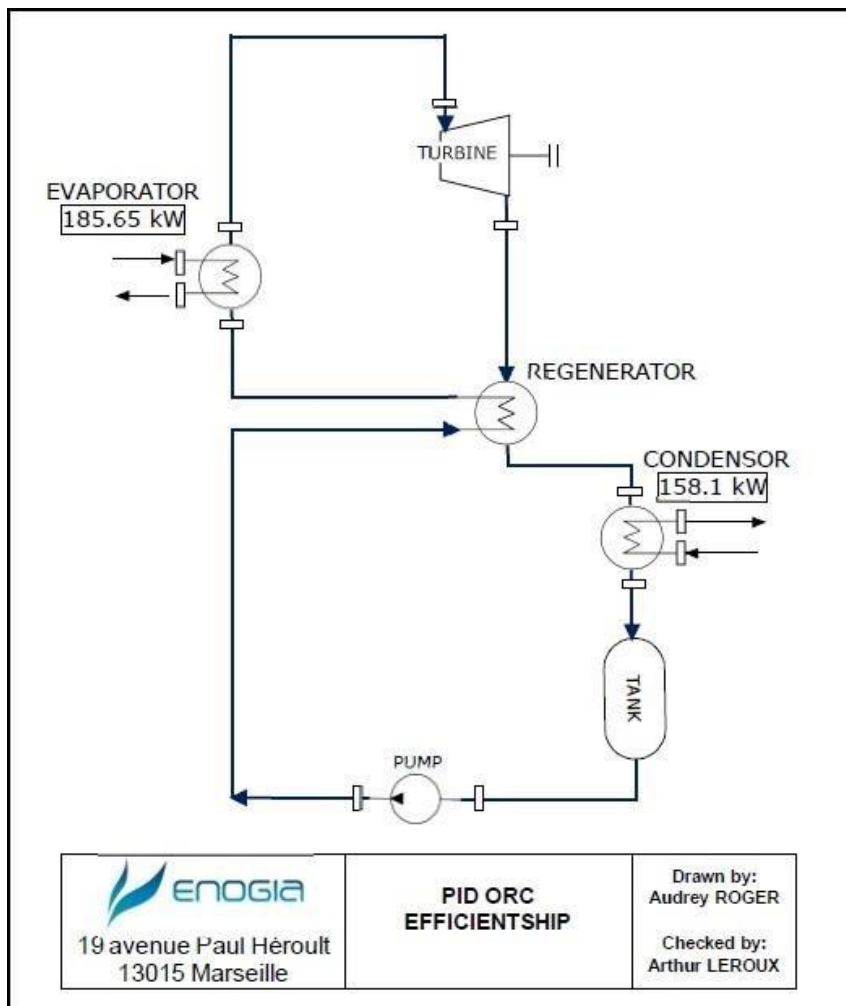 TURBINE
EVAPORATOR
185.65 kW
REGENERATOR
CONDENSOR
158.1 kW
TANK
PUMP
ENOGIA
19 avenue Paul Héroult
13015 Marseille
PID ORC
EFFICIENTSHIP
Drawn by:
Audrey ROGER
Checked by:
Arthur LEROUX